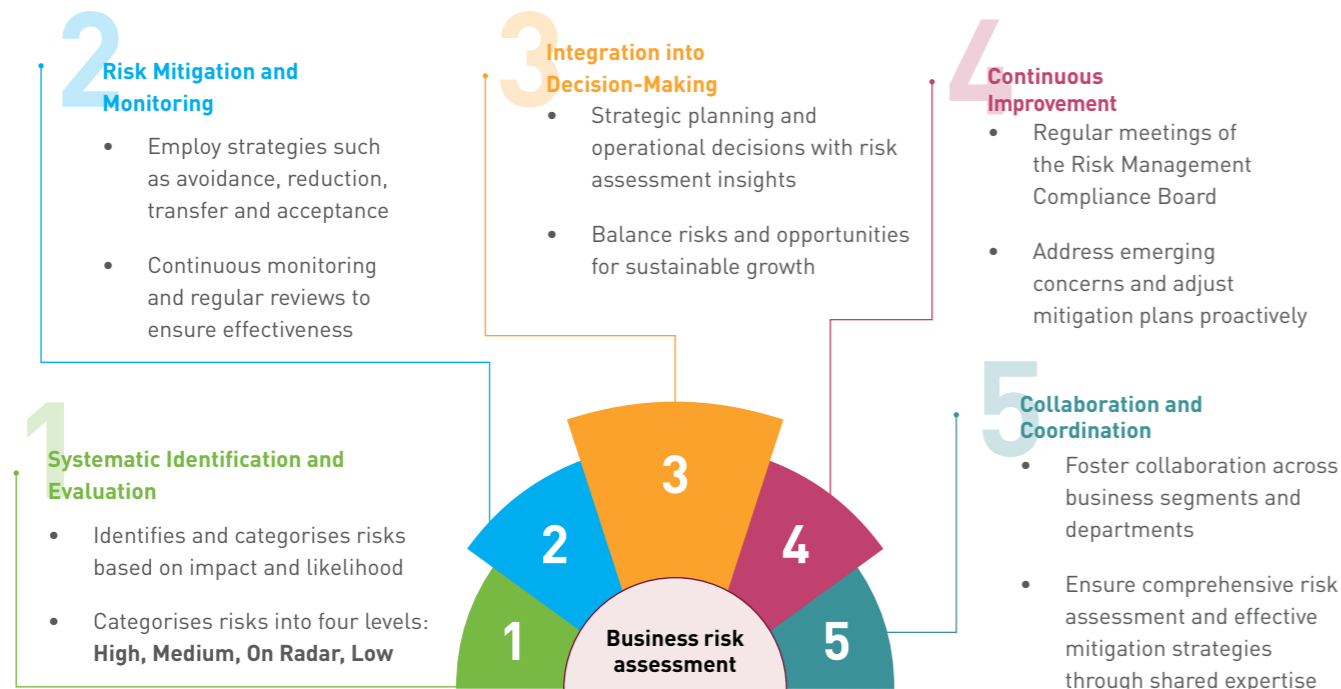 2
Risk Mitigation and
Monitoring
• Employ strategies such
as avoidance, reduction,
transfer and acceptance
• Continuous monitoring
and regular reviews to
ensure effectiveness
3
Integration into
Decision-Making
• Strategic planning and
operational decisions with risk
assessment insights
• Balance risks and opportunities
for sustainable growth
4
Continuous
Improvement
• Regular meetings of
the Risk Management
Compliance Board
• Address emerging
concerns and adjust
mitigation plans proactively
1
Systematic Identification and
Evaluation
• Identifies and categorises risks
based on impact and likelihood
• Categorises risks into four levels:
High, Medium, On Radar, Low
5
Collaboration and
Coordination
• Foster collaboration across
business segments and
departments
• Ensure comprehensive risk
assessment and effective
mitigation strategies
through shared expertise
1
2
3
4
5
Business risk
assessment